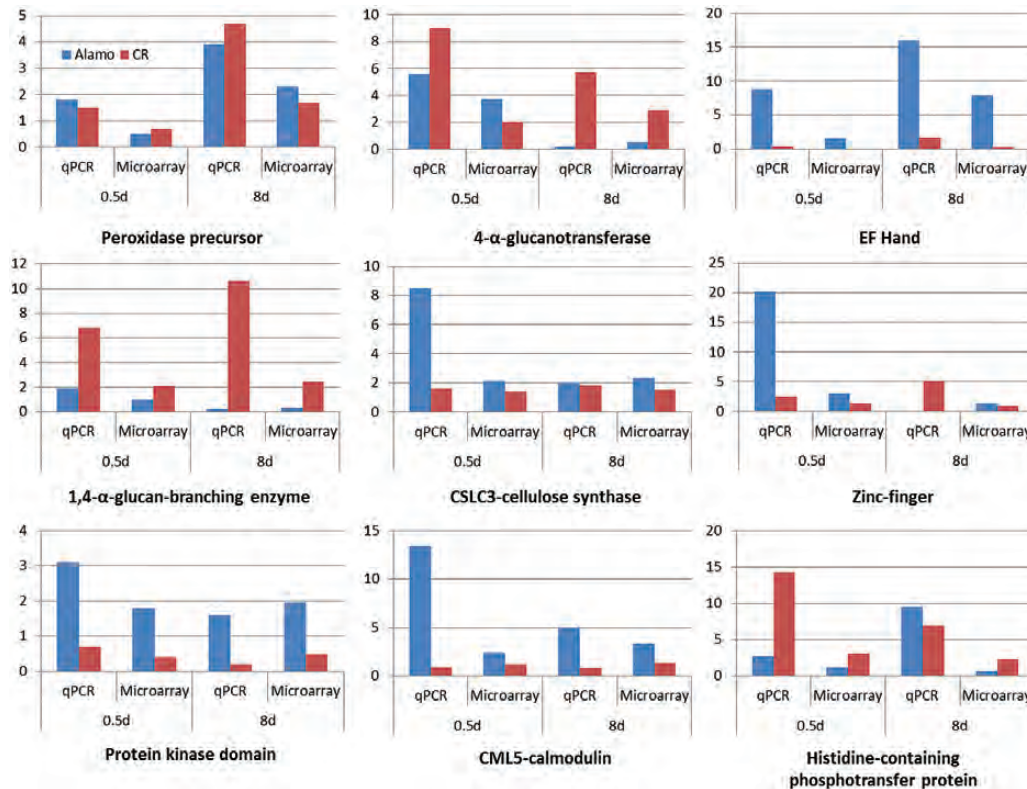 5
4
3
2
1
0
Alamo CR
qPCR Microarray qPCR Microarray
0.5d 8d
Peroxidase precursor
10
8
6
4
2
0
qPCR Microarray qPCR Microarray
0.5d 8d
4-α-glucanotransferase
20
15
10
5
0
qPCR Microarray qPCR Microarray
0.5d 8d
EF Hand
12
10
8
6
4
2
0
qPCR Microarray qPCR Microarray
0.5d 8d
1,4-α-glucan-branching enzyme
10
8
6
4
2
0
qPCR Microarray qPCR Microarray
0.5d 8d
CSLC3-cellulose synthase
25
20
15
10
5
0
qPCR Microarray qPCR Microarray
0.5d 8d
Zinc-finger
4
3
2
1
0
qPCR Microarray qPCR Microarray
0.5d 8d
Protein kinase domain
15
10
5
0
qPCR Microarray qPCR Microarray
0.5d 8d
CML5-calmodulin
20
15
10
5
0
qPCR Microarray qPCR Microarray
0.5d 8d
Histidine-containing
phosphotransfer protein